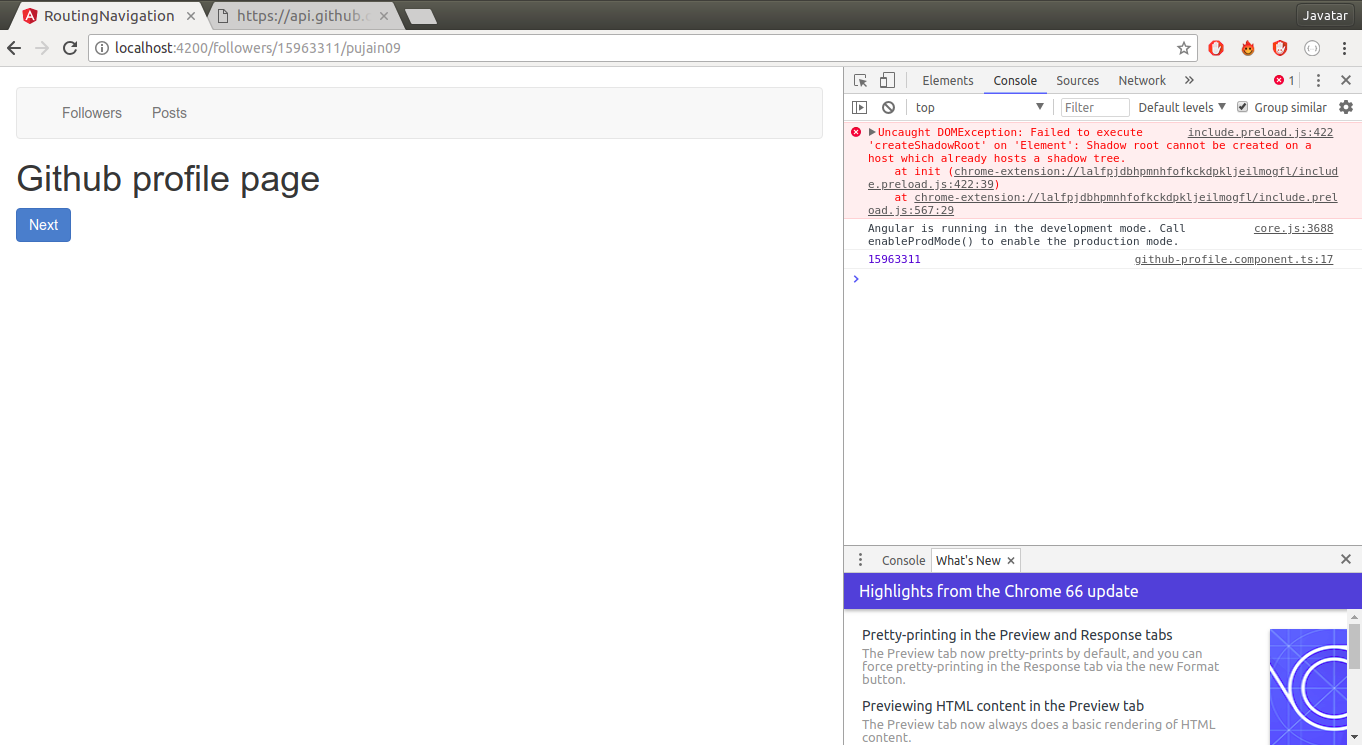 RoutingNavigation
https://api.github.c
Javatar
localhost:4200/followers/15963311/pujain09
Followers Posts
Github profile page
Next
Elements Console Sources Network » 1
top Filter Default levels Group similar
Uncaught DOMException: Failed to execute include.preload.js:422
'createShadowRoot' on 'Element': Shadow root cannot be created on a
host which already hosts a shadow tree.
at init (chrome-extension://lalfpjdbhpmnhfofkckdpkljeilmogfl/includ
e.preload.js:422:39)
at chrome-extension://lalfpjdbhpmnhfofkckdpkljeilmogfl/include.prel
oad.js:567:29
Angular is running in the development mode. Call core.js:3688
enableProdMode() to enable the production mode.
15963311 github-profile.component.ts:17
Console What's New
Highlights from the Chrome 66 update
Pretty-printing in the Preview and Response tabs
The Preview tab now pretty-prints by default, and you can
force pretty-printing in the Response tab via the new Format
button.
Previewing HTML content in the Preview tab
The Preview tab now always does a basic rendering of HTML
content.